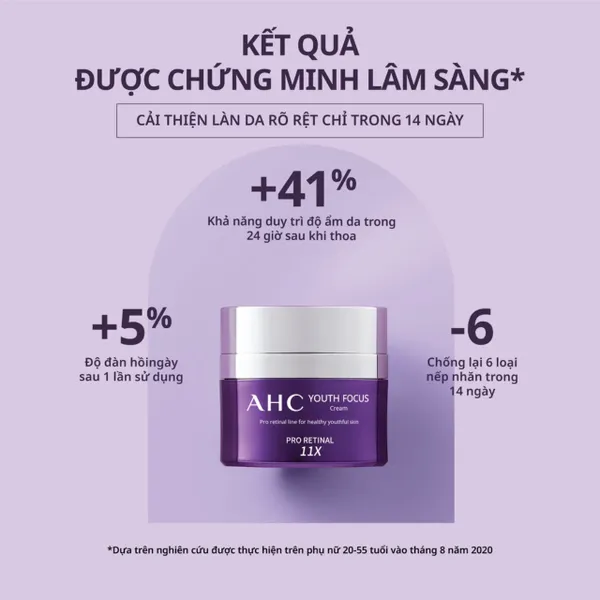 KẾT QUẢ
ĐƯỢC CHỨNG MINH LÂM SÀNG*
CẢI THIỆN LÀN DA RÕ RỆT CHỈ TRONG 14 NGÀY
+41%
Khả năng duy trì độ ẩm da trong
24 giờ sau khi thoa
+5%
Độ đàn hồingày
sau 1 lần sử dụng
-6
Chống lại 6 loại
nếp nhăn trong
14 ngày
AHC YOUTH FOCUS
Cream
Pro retinal line for healthy youthful skin
PRO RETINAL
11X
*Dựa trên nghiên cứu được thực hiện trên phụ nữ 20-55 tuổi vào tháng 8 năm 2020